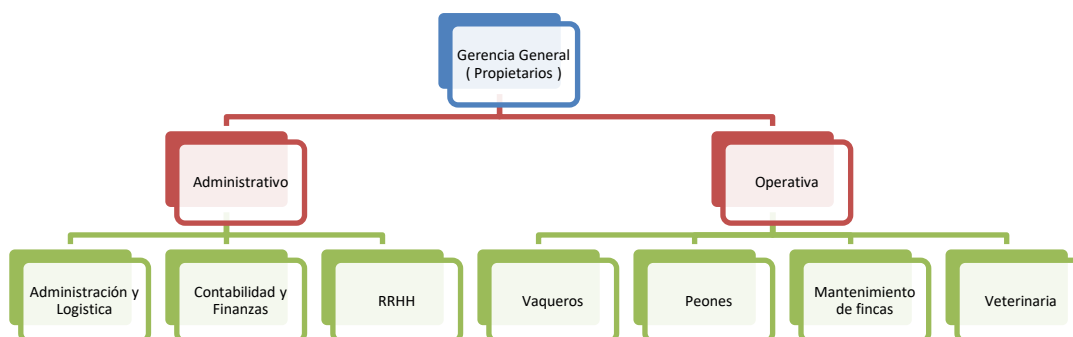 Gerencia General
( Propietarios )
Administrativo
Operativa
Administración y
Logistica
Contabilidad y
Finanzas
RRHH
Vaqueros
Peones
Mantenimiento
de fincas
Veterinaria